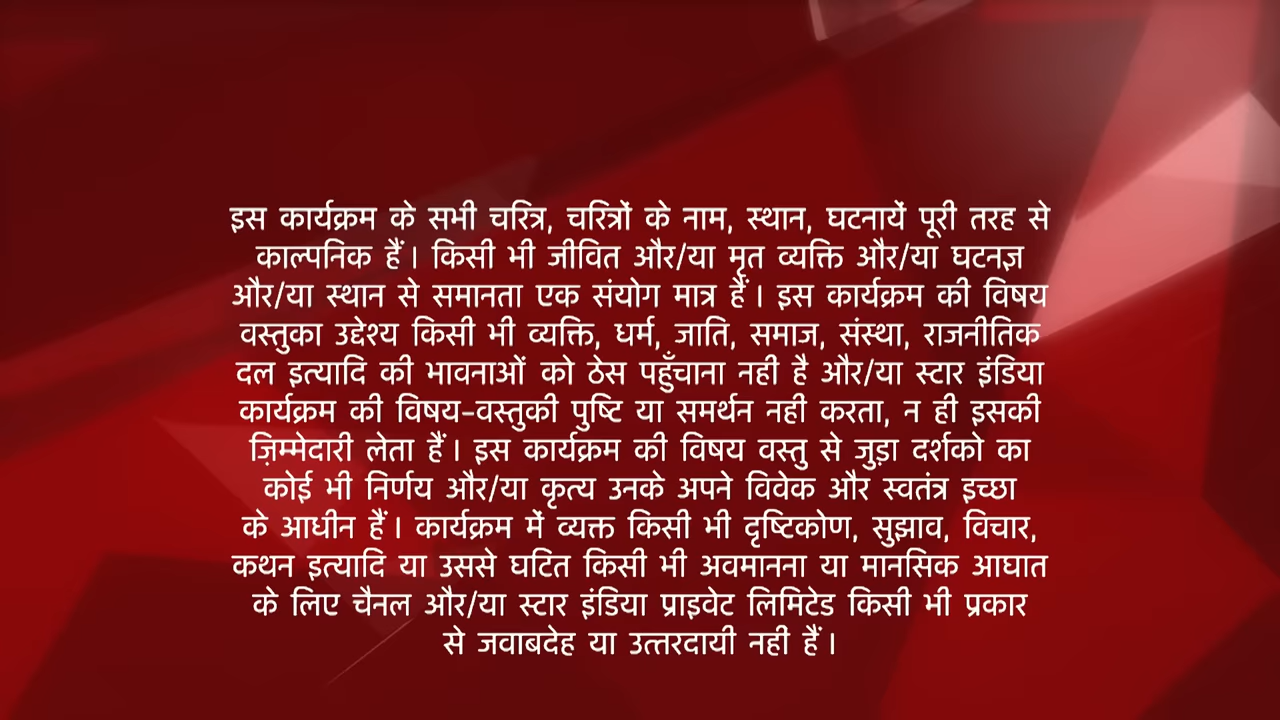 इस कार्यक्रम के सभी चरित्र, चरित्रों के नाम, स्थान, घटनायें पूरी तरह से
काल्पनिक हैं। किसी भी जीवित और/या मृत व्यक्ति और/या घटनज्ञ
और/या स्थान से समानता एक संयोग मात्र हैं। इस कार्यक्रम की विषय
वस्तुका उद्देश्य किसी भी व्यक्ति, धर्म, जाति, समाज, संस्था, राजनीतिक
दल इत्यादि की भावनाओं को ठेस पहुँचाना नही है और/या स्टार इंडिया
कार्यक्रम की विषय-वस्तुकी पुष्टि या समर्थन नही करता, न ही इसकी
ज़िम्मेदारी लेता हैं। इस कार्यक्रम की विषय वस्तु से जुड़ा दर्शको का
कोई भी निर्णय और/या कृत्य उनके अपने विवेक और स्वतंत्र इच्छा
के आधीन हैं। कार्यक्रम में व्यक्त किसी भी दृष्टिकोण, सुझाव, विचार,
कथन इत्यादि या उससे घटित किसी भी अवमानना या मानसिक आघात
के लिए चैनल और/या स्टार इंडिया प्राइवेट लिमिटेड किसी भी प्रकार
से जवाबदेह या उत्तरदायी नही हैं।